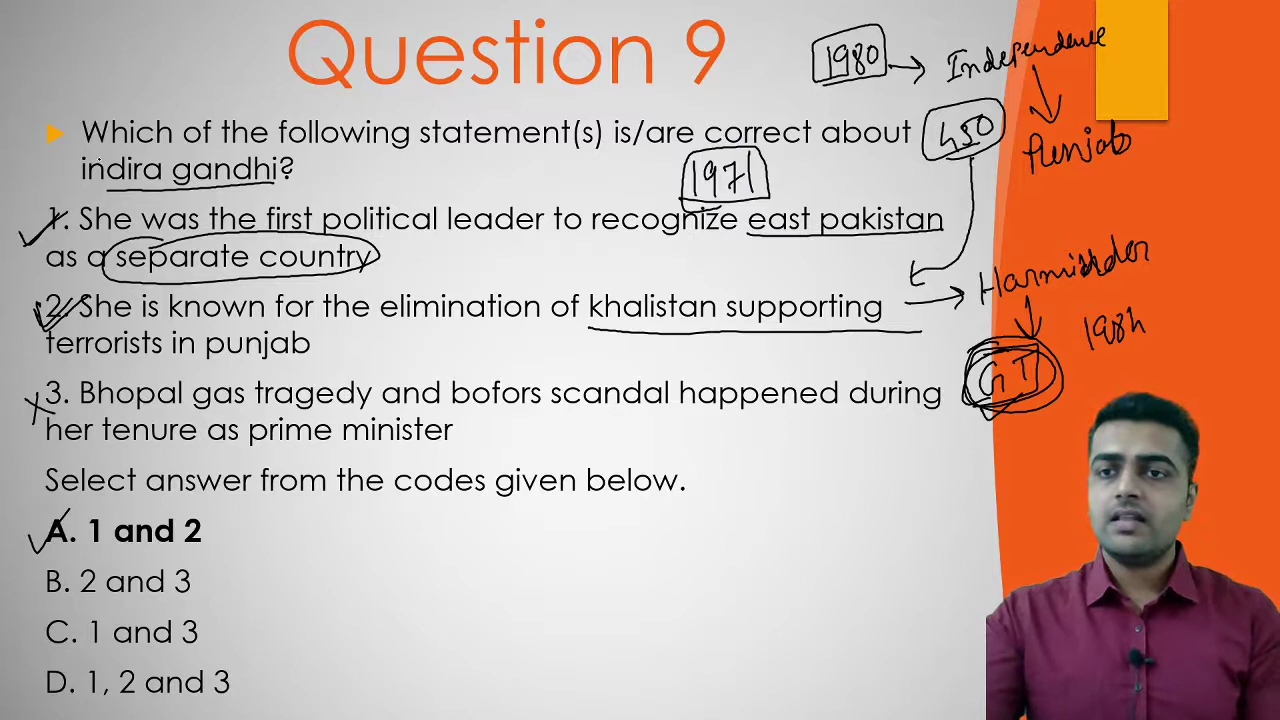 Question 9
1980 → Independence
Punjab
450
Which of the following statement(s) is/are correct about
indira gandhi?
1971
1. She was the first political leader to recognize east pakistan
as a separate country
2. She is known for the elimination of khalistan supporting
terrorists in punjab
GT
3. Bhopal gas tragedy and bofors scandal happened during
her tenure as prime minister
Select answer from the codes given below.
A. 1 and 2
B. 2 and 3
C. 1 and 3
D. 1, 2 and 3